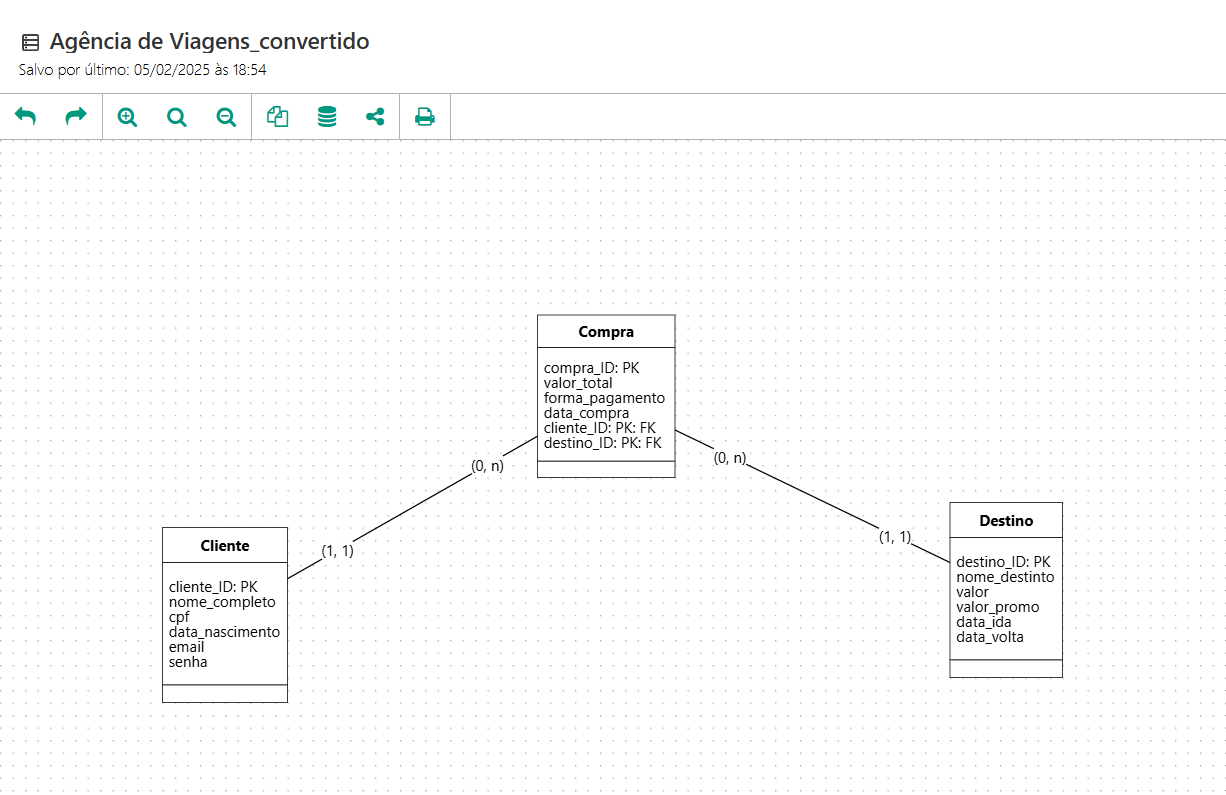 Agência de Viagens_convertido
Salvo por último: 05/02/2025 às 18:54
Compra
compra_ID: PK
valor_total
forma_pagamento
data_compra
cliente_ID: PK: FK
destino_ID: PK: FK
(0, n)
(0, n)
(1, 1)
(1, 1)
Cliente
cliente_ID: PK
nome_completo
cpf
data_nascimento
email
senha
Destino
destino_ID: PK
nome_destinto
valor
valor_promo
data_ida
data_volta